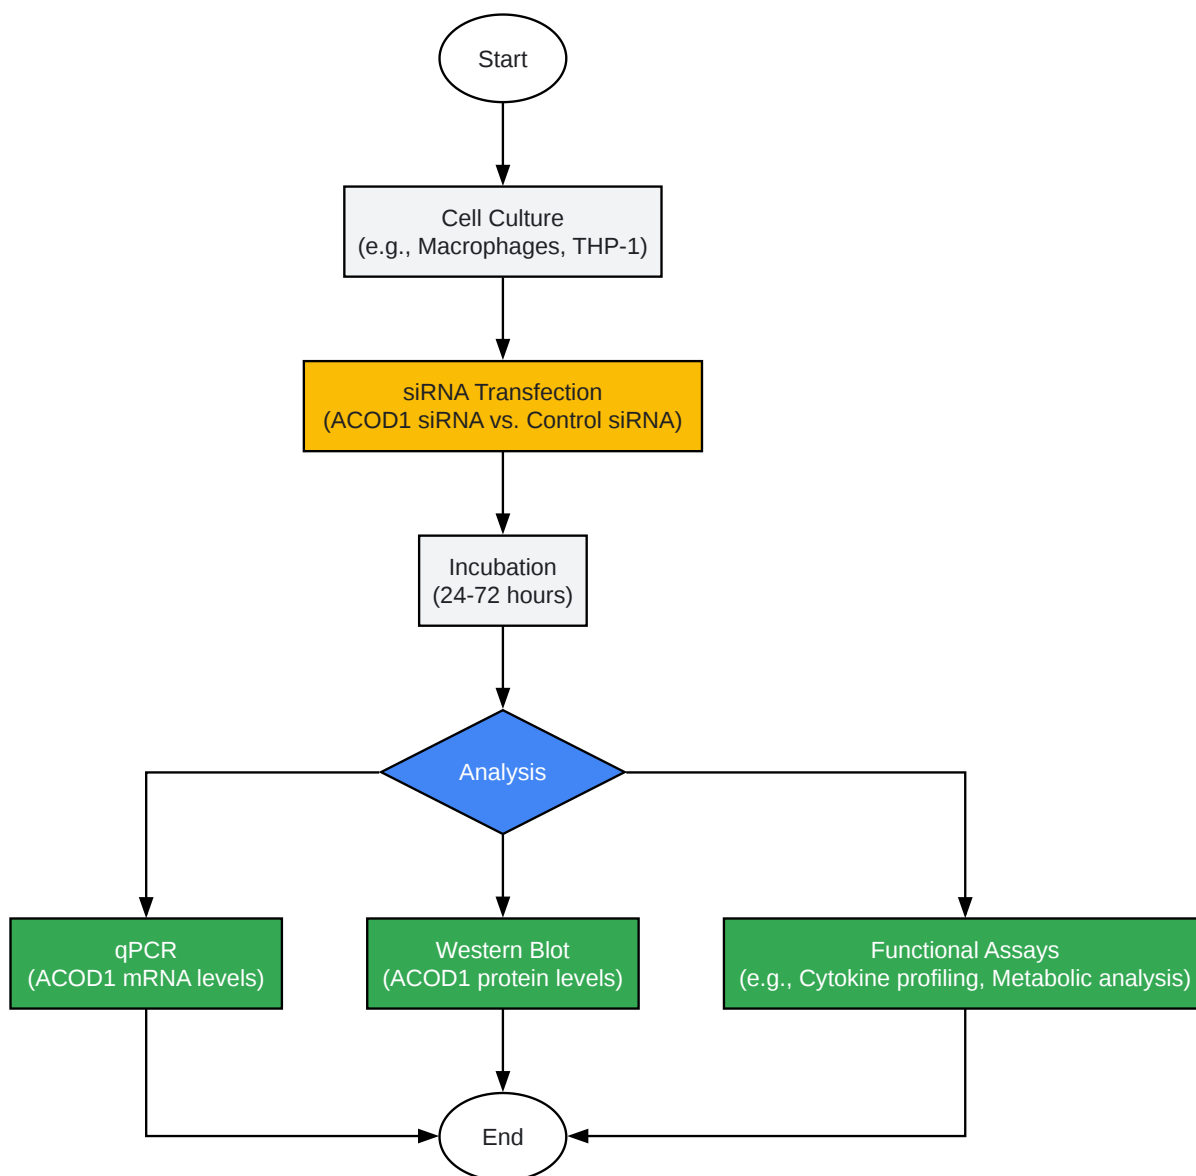 Start
Cell Culture
(e.g., Macrophages, THP-1)
siRNA Transfection
(ACOD1 siRNA vs. Control siRNA)
Incubation
(24-72 hours)
Analysis
qPCR
(ACOD1 mRNA levels)
Western Blot
(ACOD1 protein levels)
Functional Assays
(e.g., Cytokine profiling, Metabolic analysis)
End